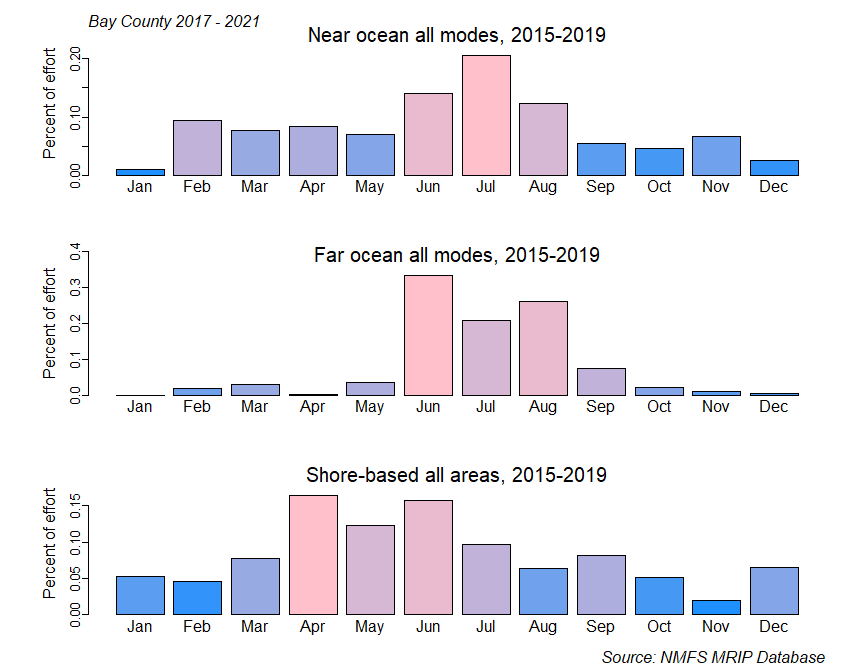 Bay County 2017 - 2021
Near ocean all modes, 2015-2019
Percent of effort
0.00 0.10 0.20
Jan Feb Mar Apr May Jun Jul Aug Sep Oct Nov Dec
Far ocean all modes, 2015-2019
Percent of effort
0.0 0.1 0.2 0.3 0.4
Jan Feb Mar Apr May Jun Jul Aug Sep Oct Nov Dec
Shore-based all areas, 2015-2019
Percent of effort
0.00 0.05 0.10 0.15
Jan Feb Mar Apr May Jun Jul Aug Sep Oct Nov Dec
Source: NMFS MRIP Database